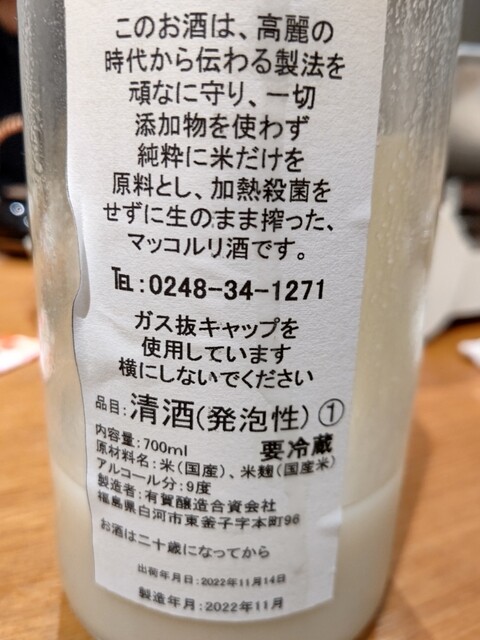 このお酒は、高麗の
時代から伝わる製法を
頑なに守り、一切
添加物を使わず
純粋に米だけを
原料とし、加熱殺菌を
せずに生のまま搾った、
マッコルリ酒です。
℡:0248-34-1271
ガス抜キャップを
使用しています
横にしないでください
品目:清酒(発泡性)①
内容量:700ml 要冷蔵
原材料名:米(国産)、米麹(国産米)
アルコール分:9度
製造者:有賀醸造合資会社
福島県白河市東釜子字本町96
お酒は二十歳になってから
出荷年月日:2022年11月14日
製造年月:2022年11月